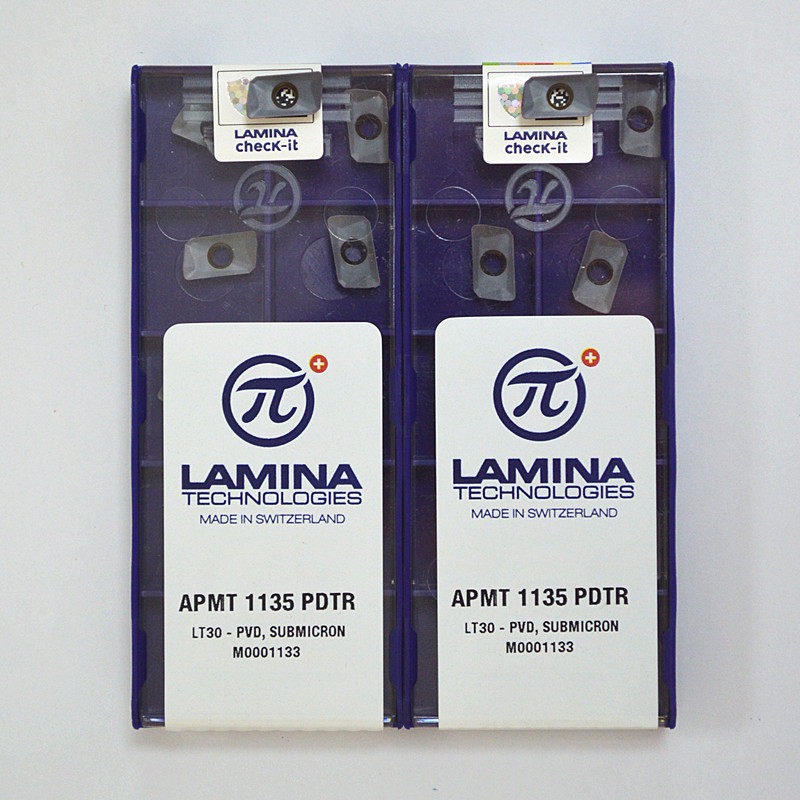 LAMINA
check-it
π
LAMINA
TECHNOLOGIES
MADE IN SWITZERLAND
APMT 1135 PDTR
LT30 - PVD, SUBMICRON
M0001133
LAMINA
check-it
π
LAMINA
TECHNOLOGIES
MADE IN SWITZERLAND
APMT 1135 PDTR
LT30 - PVD, SUBMICRON
M0001133